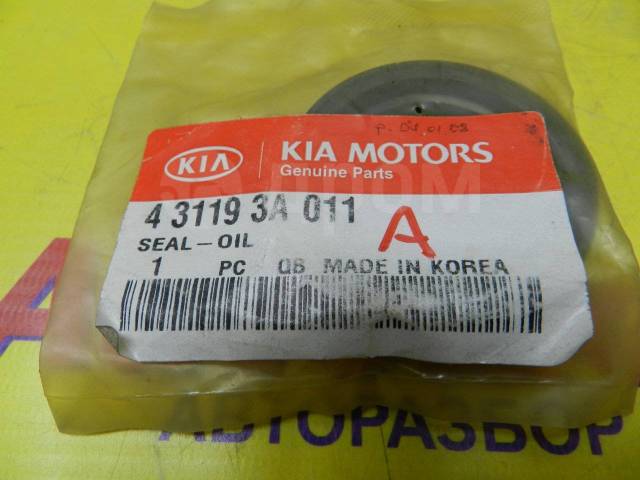 KIA
KIA MOTORS
Genuine Parts
4 3119 3A 011
A
SEAL-OIL
1 PC QB MADE IN KOREA
АВТОРАЗБОР